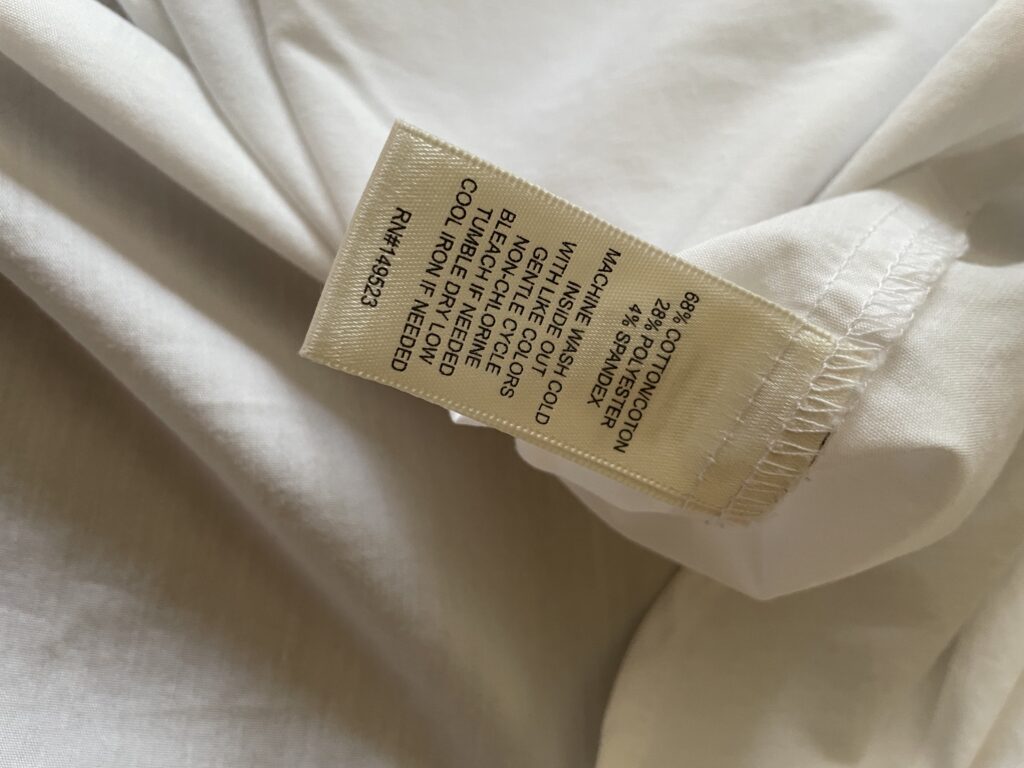 68% COTTON/COTON
28% POLYESTER
4% SPANDEX
MACHINE WASH COLD
INSIDE OUT
WITH LIKE COLORS
GENTLE CYCLE
NON-CHLORINE
BLEACH IF NEEDED
TUMBLE DRY LOW
COOL IRON IF NEEDED
RN#149523